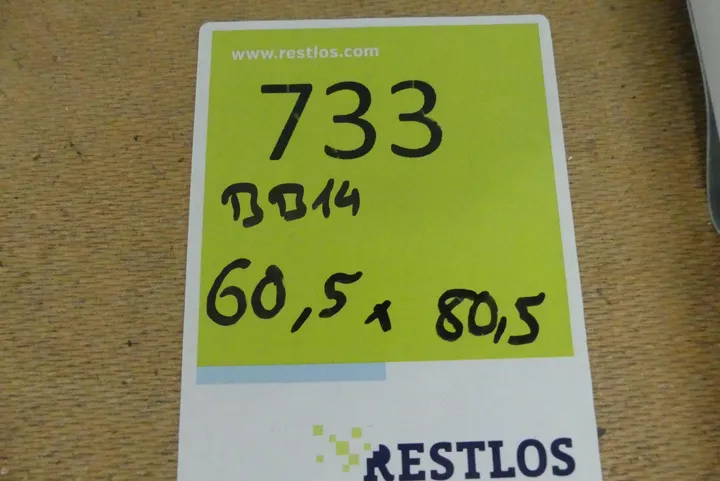 www.restlos.com
733
BB14
60,5 x 80,5
RESTLOS